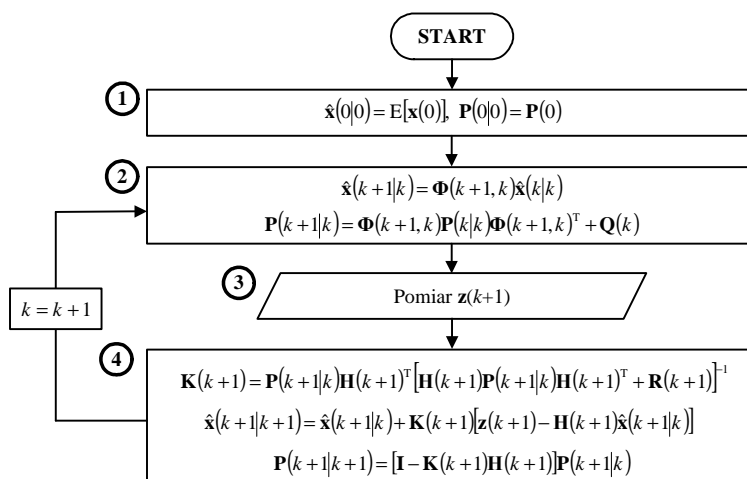 START
1
x̂(0|0) = E[x(0)], P(0|0) = P(0)
2
x̂(k+1|k) = Φ(k+1,k)x̂(k|k)
P(k+1|k) = Φ(k+1,k)P(k|k)Φ(k+1,k)ᵀ + Q(k)
3
Pomiar z(k+1)
k = k+1
4
K(k+1) = P(k+1|k)H(k+1)ᵀ[H(k+1)P(k+1|k)H(k+1)ᵀ + R(k+1)]⁻¹
x̂(k+1|k+1) = x̂(k+1|k) + K(k+1)[z(k+1) − H(k+1)x̂(k+1|k)]
P(k+1|k+1) = [I − K(k+1)H(k+1)]P(k+1|k)